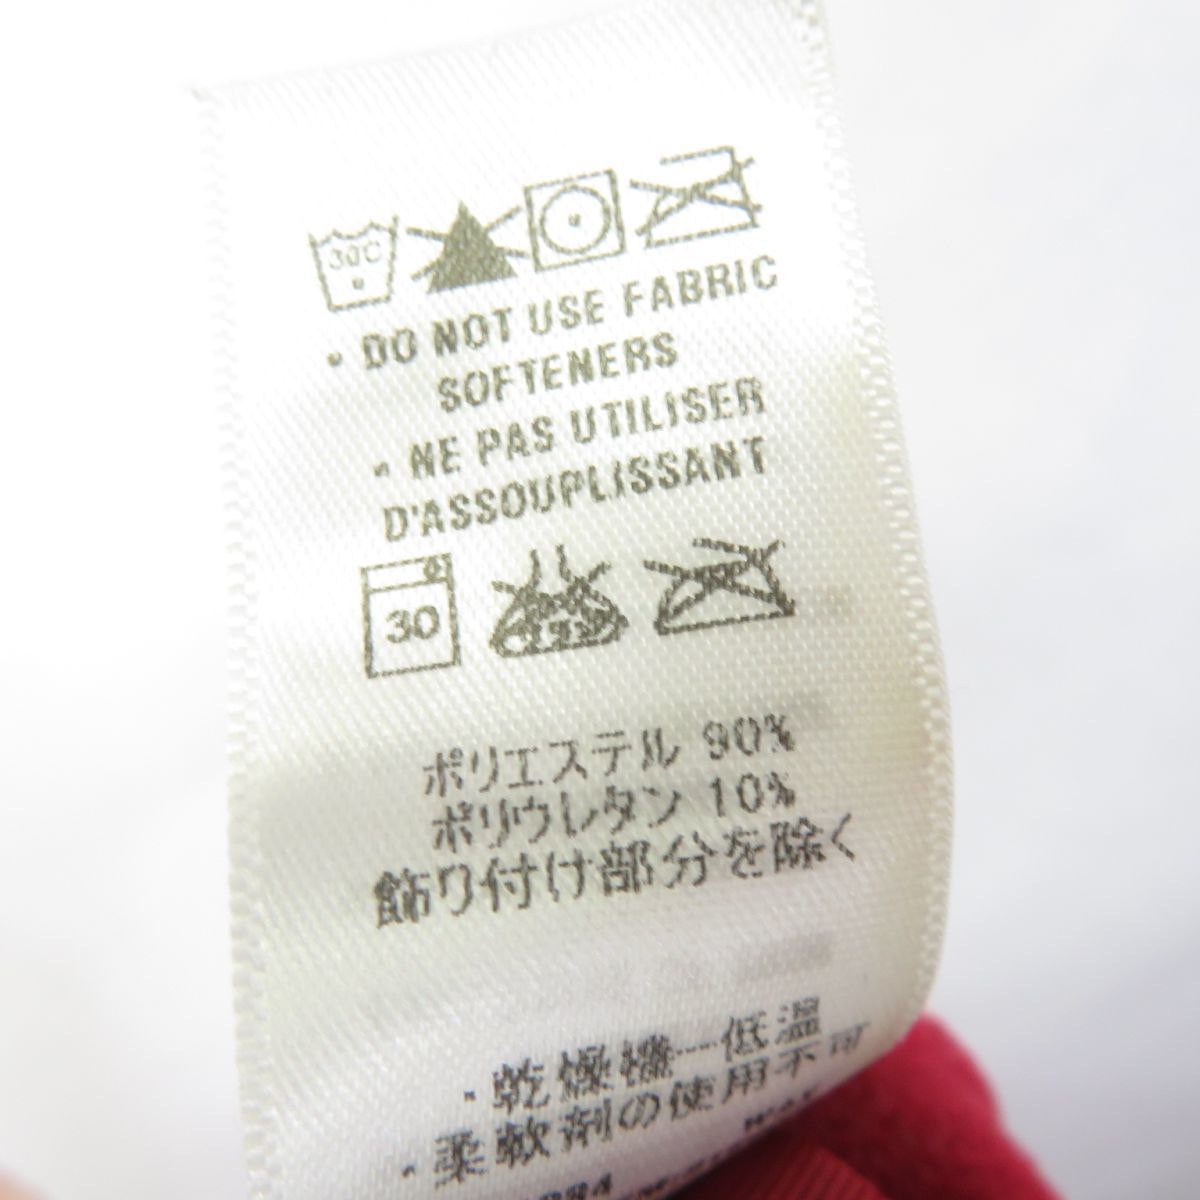 30C
• DO NOT USE FABRIC
SOFTENERS
• NE PAS UTILISER
D'ASSOUPLISSANT
30
ポリエステル 90%
ポリウレタン 10%
飾り付け部分を除く
・乾燥機―低温
・柔軟剤の使用不可